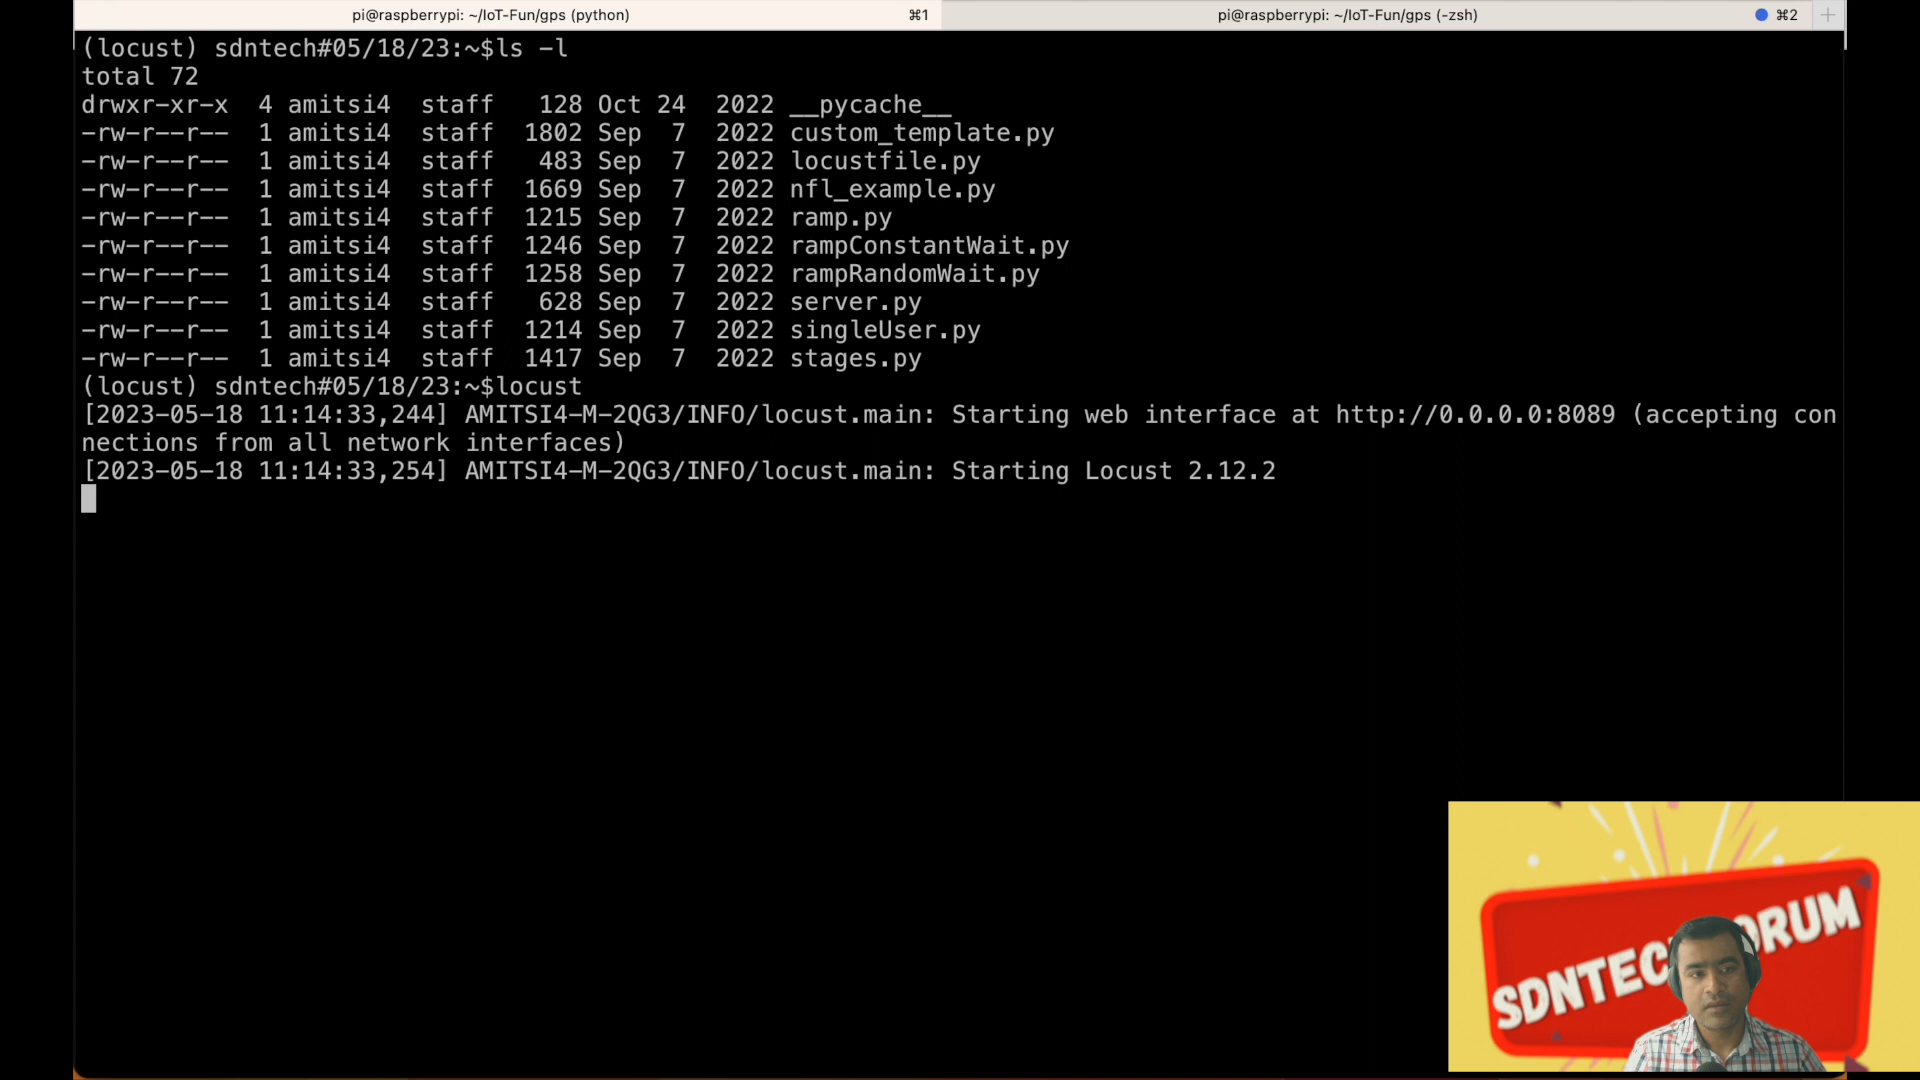 pi@raspberrypi: ~/IoT-Fun/gps (python) ⌘1 pi@raspberrypi: ~/IoT-Fun/gps (-zsh) ⌘2
(locust) sdntech#05/18/23:~$ls -l
total 72
drwxr-xr-x 4 amitsi4 staff 128 Oct 24 2022 __pycache__
-rw-r--r-- 1 amitsi4 staff 1802 Sep 7 2022 custom_template.py
-rw-r--r-- 1 amitsi4 staff 483 Sep 7 2022 locustfile.py
-rw-r--r-- 1 amitsi4 staff 1669 Sep 7 2022 nfl_example.py
-rw-r--r-- 1 amitsi4 staff 1215 Sep 7 2022 ramp.py
-rw-r--r-- 1 amitsi4 staff 1246 Sep 7 2022 rampConstantWait.py
-rw-r--r-- 1 amitsi4 staff 1258 Sep 7 2022 rampRandomWait.py
-rw-r--r-- 1 amitsi4 staff 628 Sep 7 2022 server.py
-rw-r--r-- 1 amitsi4 staff 1214 Sep 7 2022 singleUser.py
-rw-r--r-- 1 amitsi4 staff 1417 Sep 7 2022 stages.py
(locust) sdntech#05/18/23:~$locust
[2023-05-18 11:14:33,244] AMITSI4-M-2QG3/INFO/locust.main: Starting web interface at http://0.0.0.0:8089 (accepting con
nections from all network interfaces)
[2023-05-18 11:14:33,254] AMITSI4-M-2QG3/INFO/locust.main: Starting Locust 2.12.2